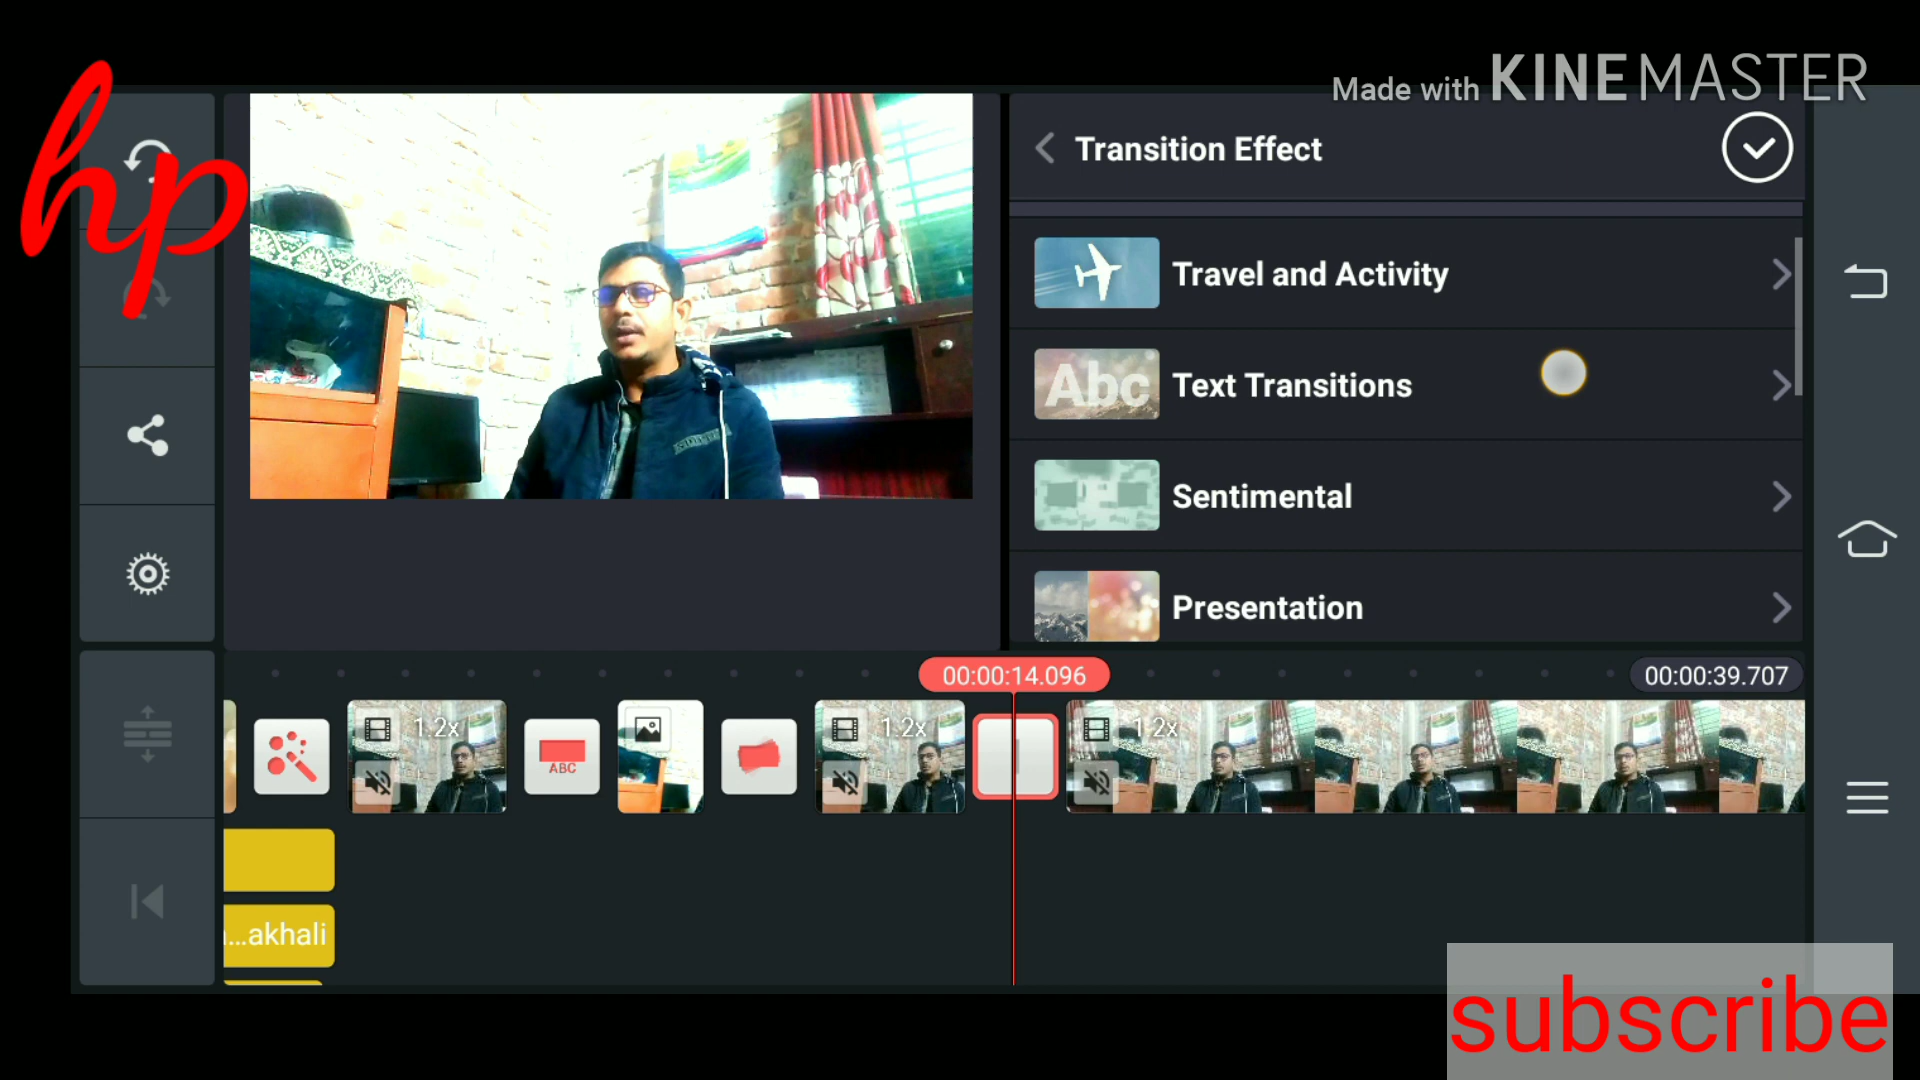 Made with KINEMASTER
hp
Transition Effect
Travel and Activity
Abc
Text Transitions
Sentimental
Presentation
00:00:14.096
00:00:39.707
1.2x
ABC
1.2x
1.2x
...akhali
subscribe